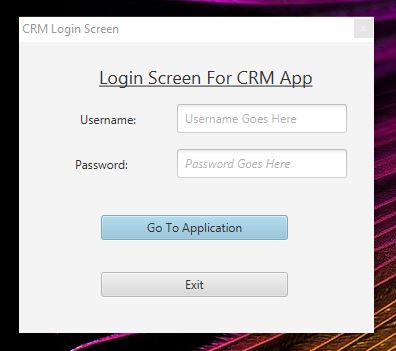 CRM Login Screen
Login Screen For CRM App
Username: Username Goes Here
Password: Password Goes Here
Go To Application
Exit